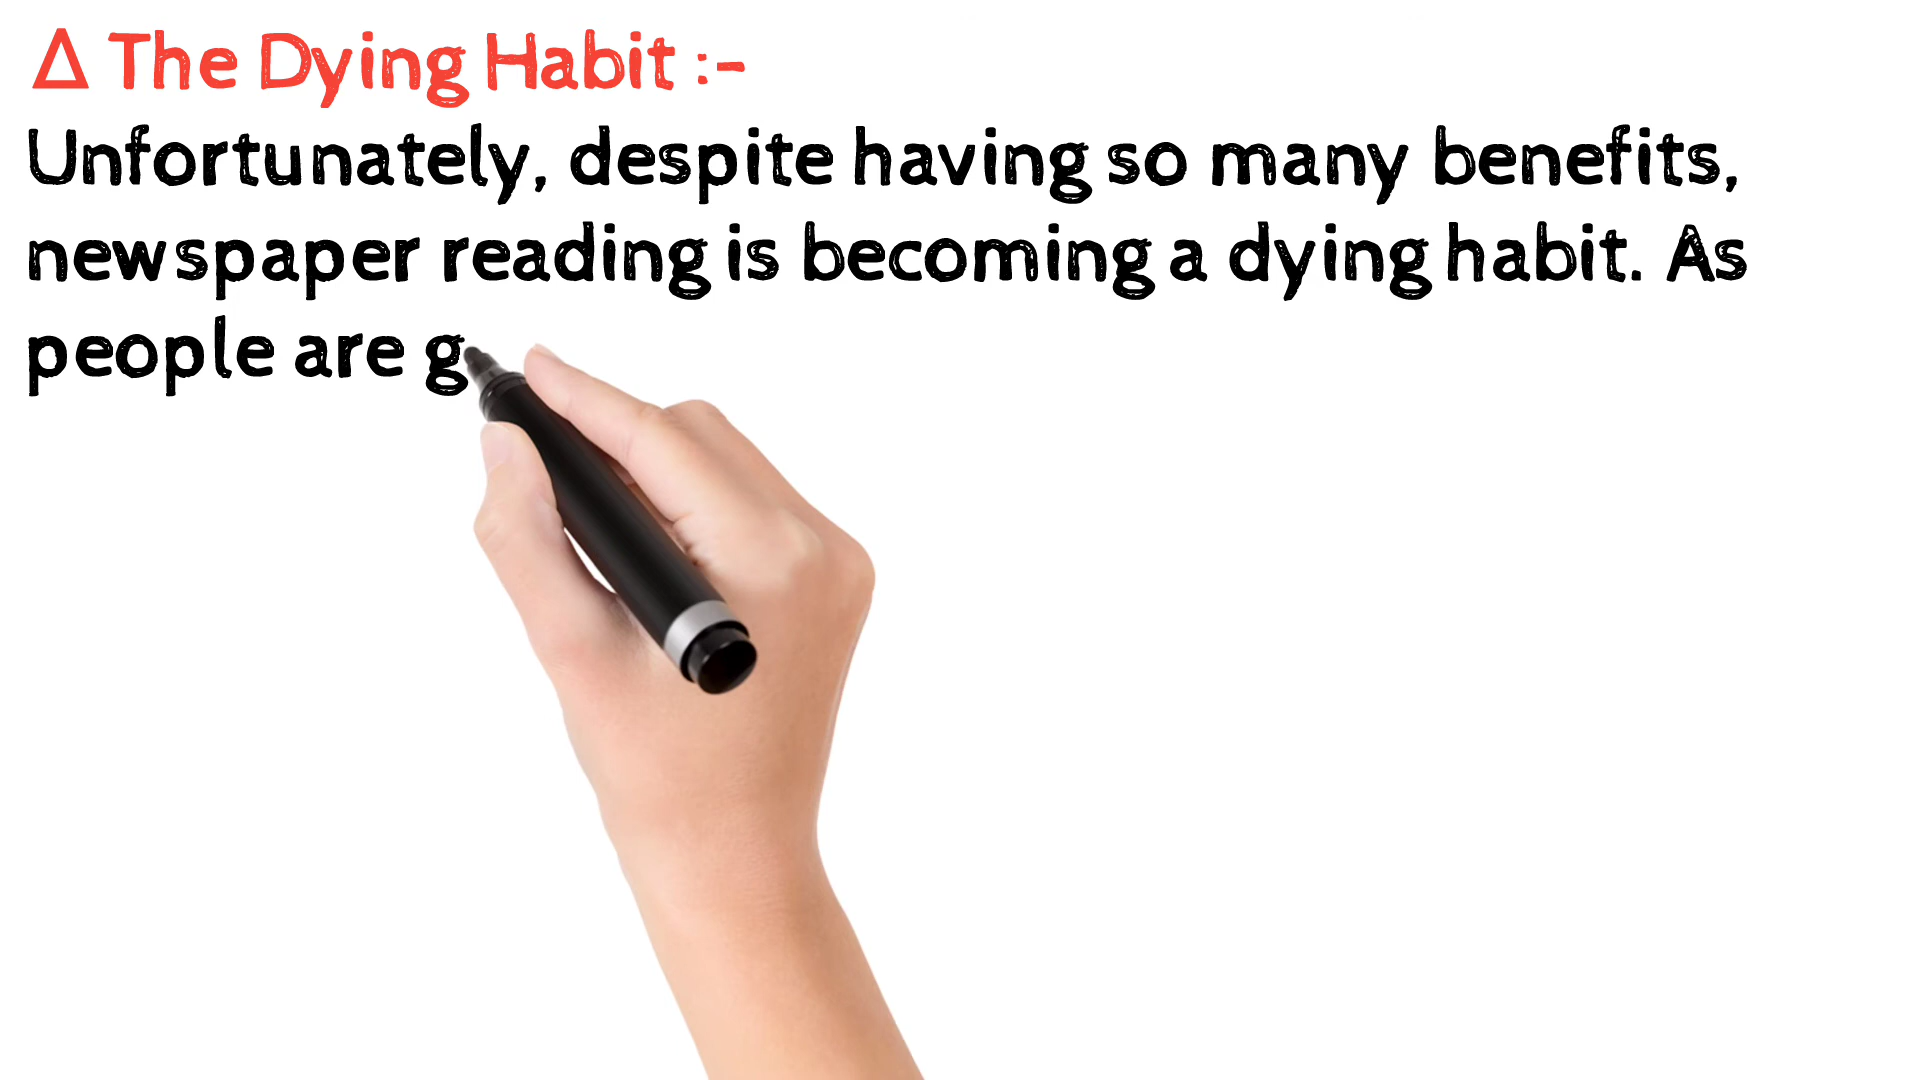 Δ The Dying Habit :-
Unfortunately, despite having so many benefits,
newspaper reading is becoming a dying habit. As
people are g